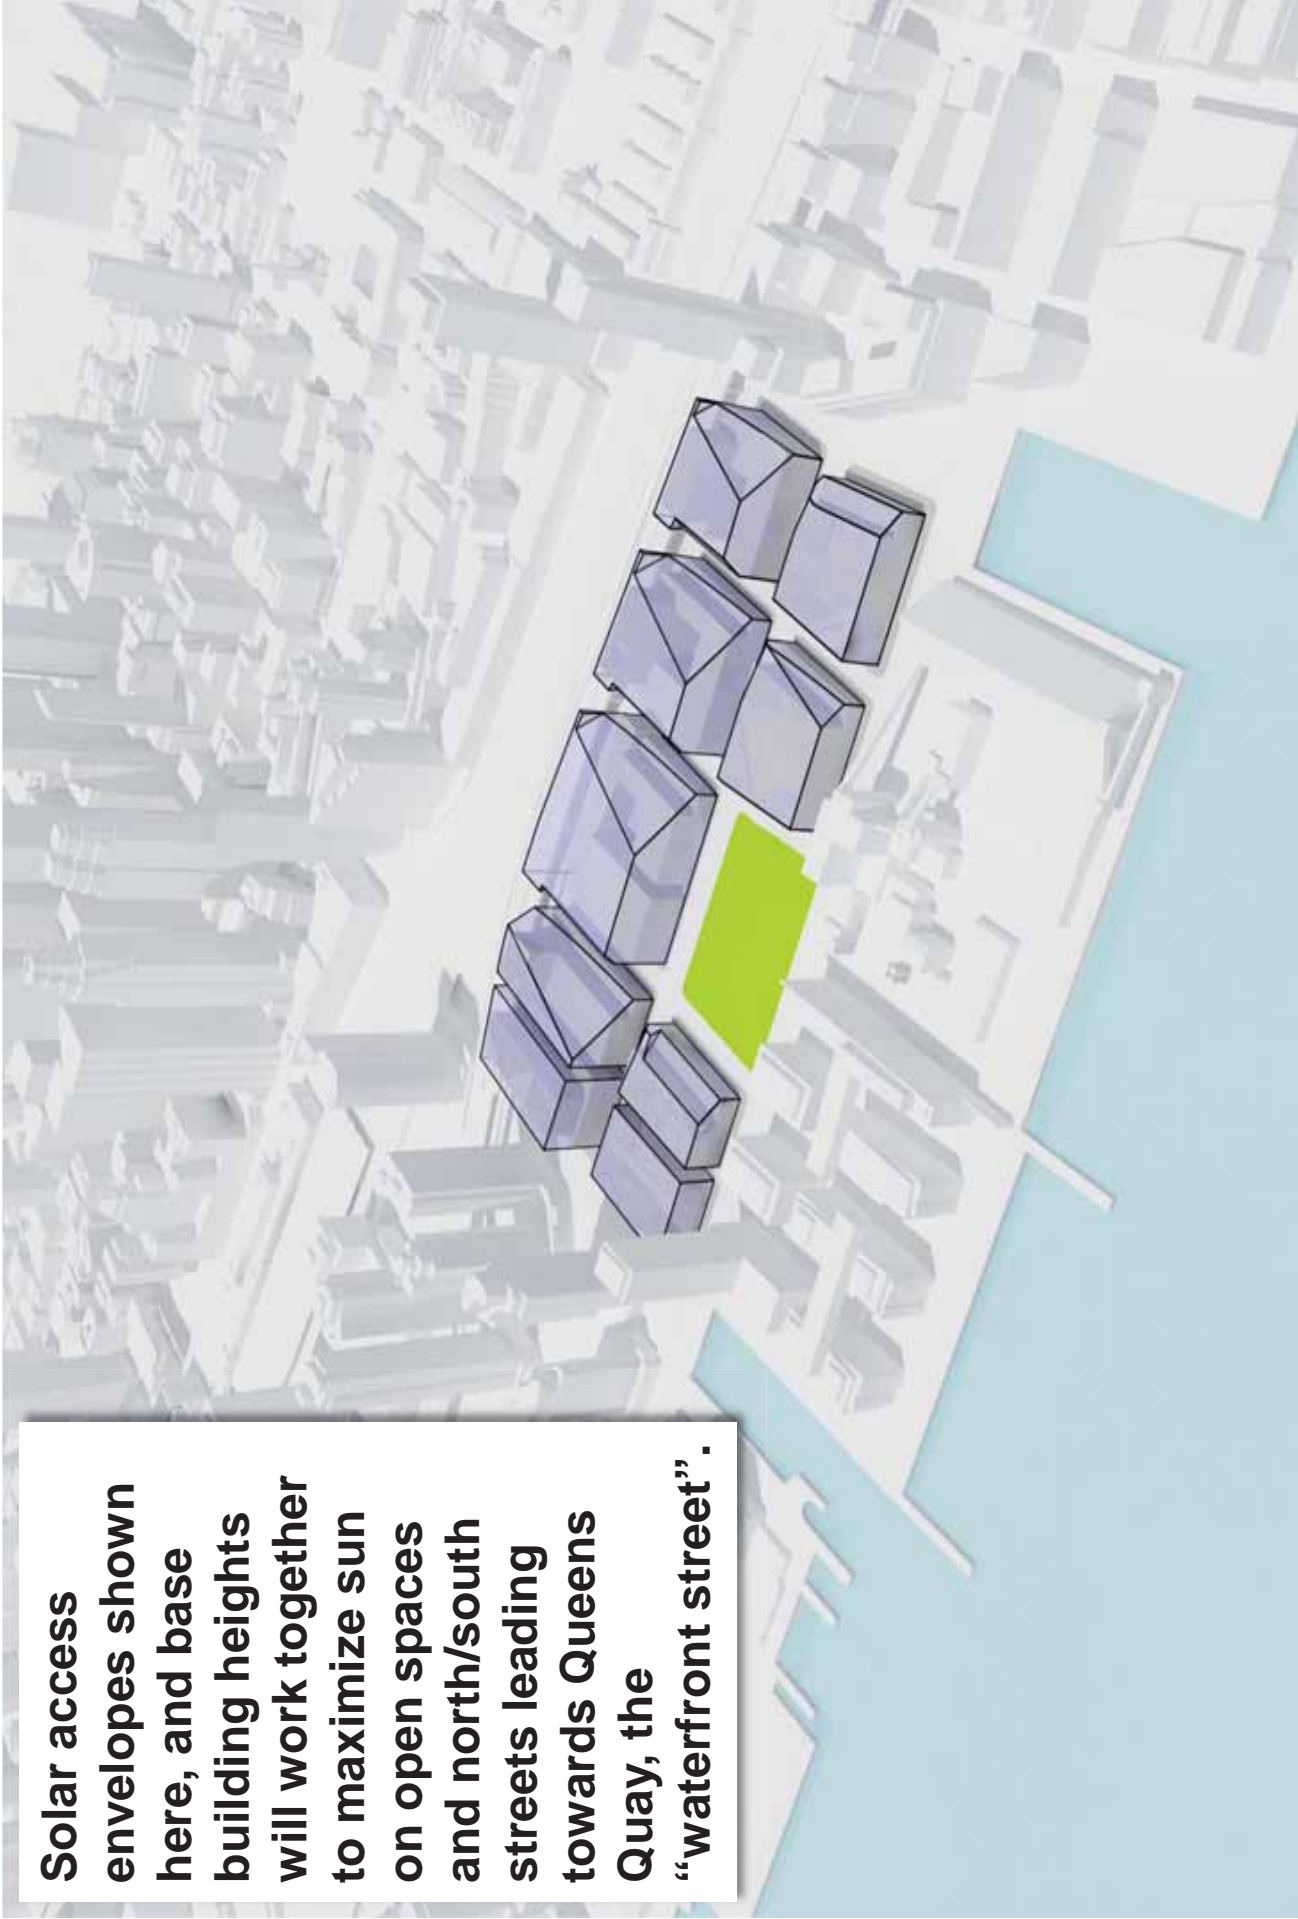 Solar access
envelopes shown
here, and base
building heights
will work together
to maximize sun
on open spaces
and north/south
streets leading
towards Queens
Quay, the
“waterfront street”.